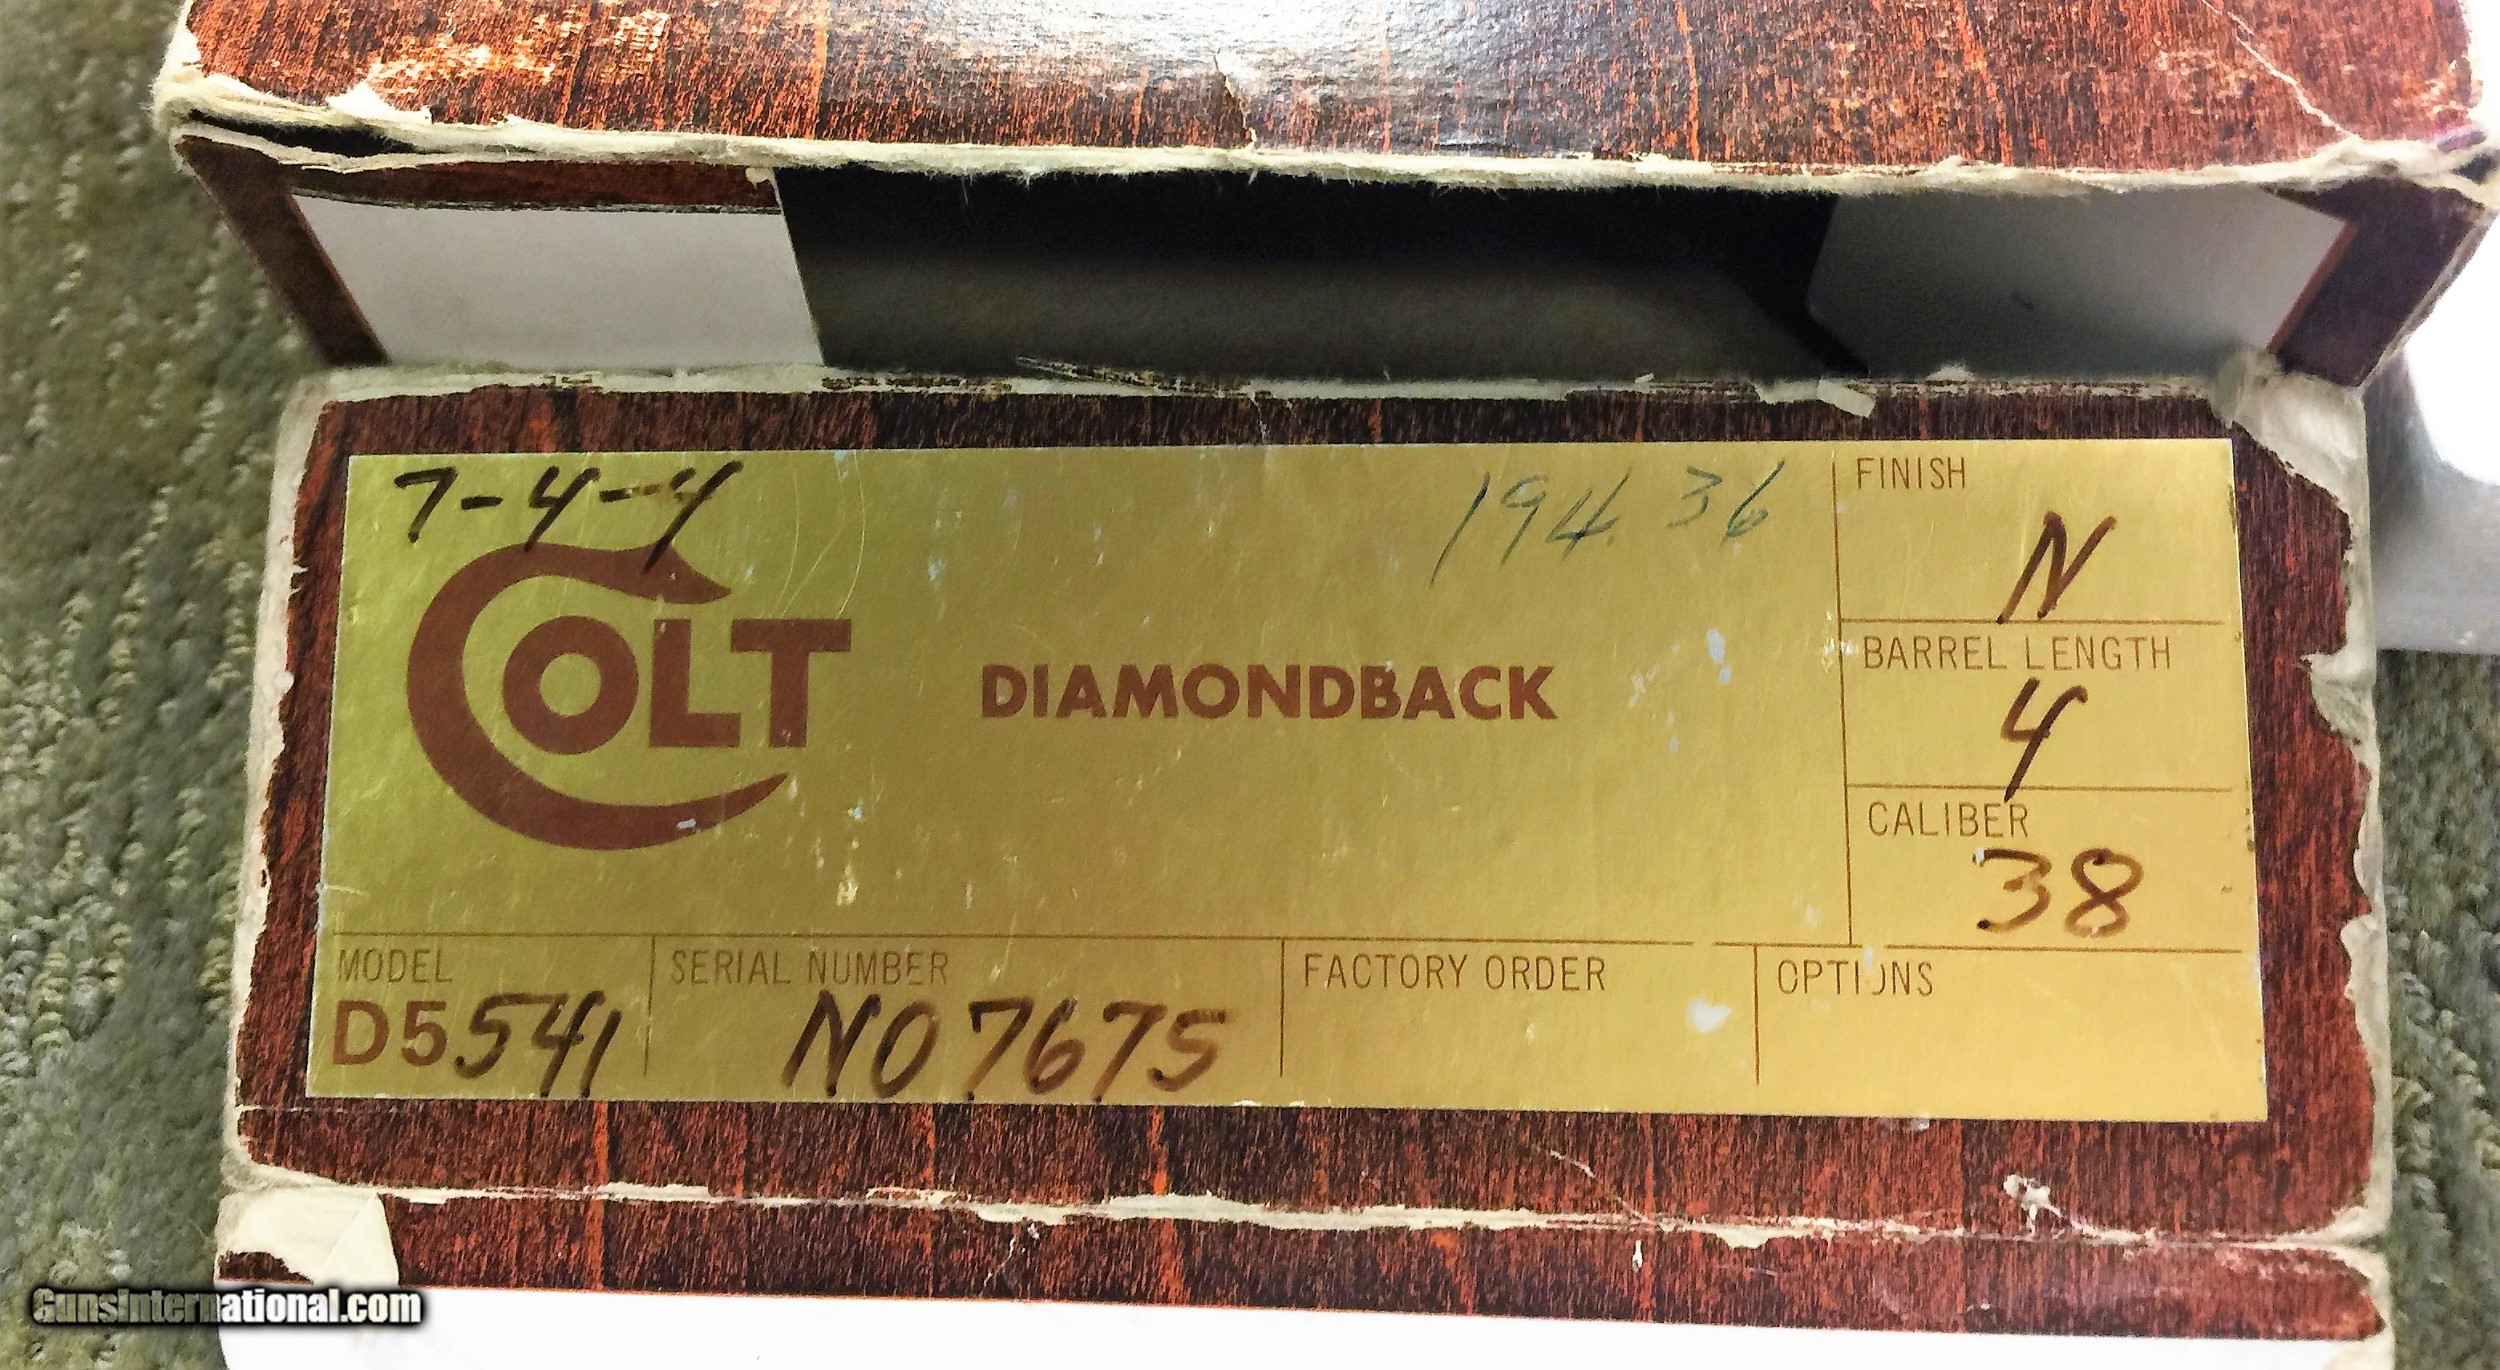 7-4-4
194.36
COLT
DIAMONDBACK
FINISH
N
BARREL LENGTH
4
CALIBER
38
MODEL
D5541
SERIAL NUMBER
N07675
FACTORY ORDER
OPTIONS
GunsInternational.com